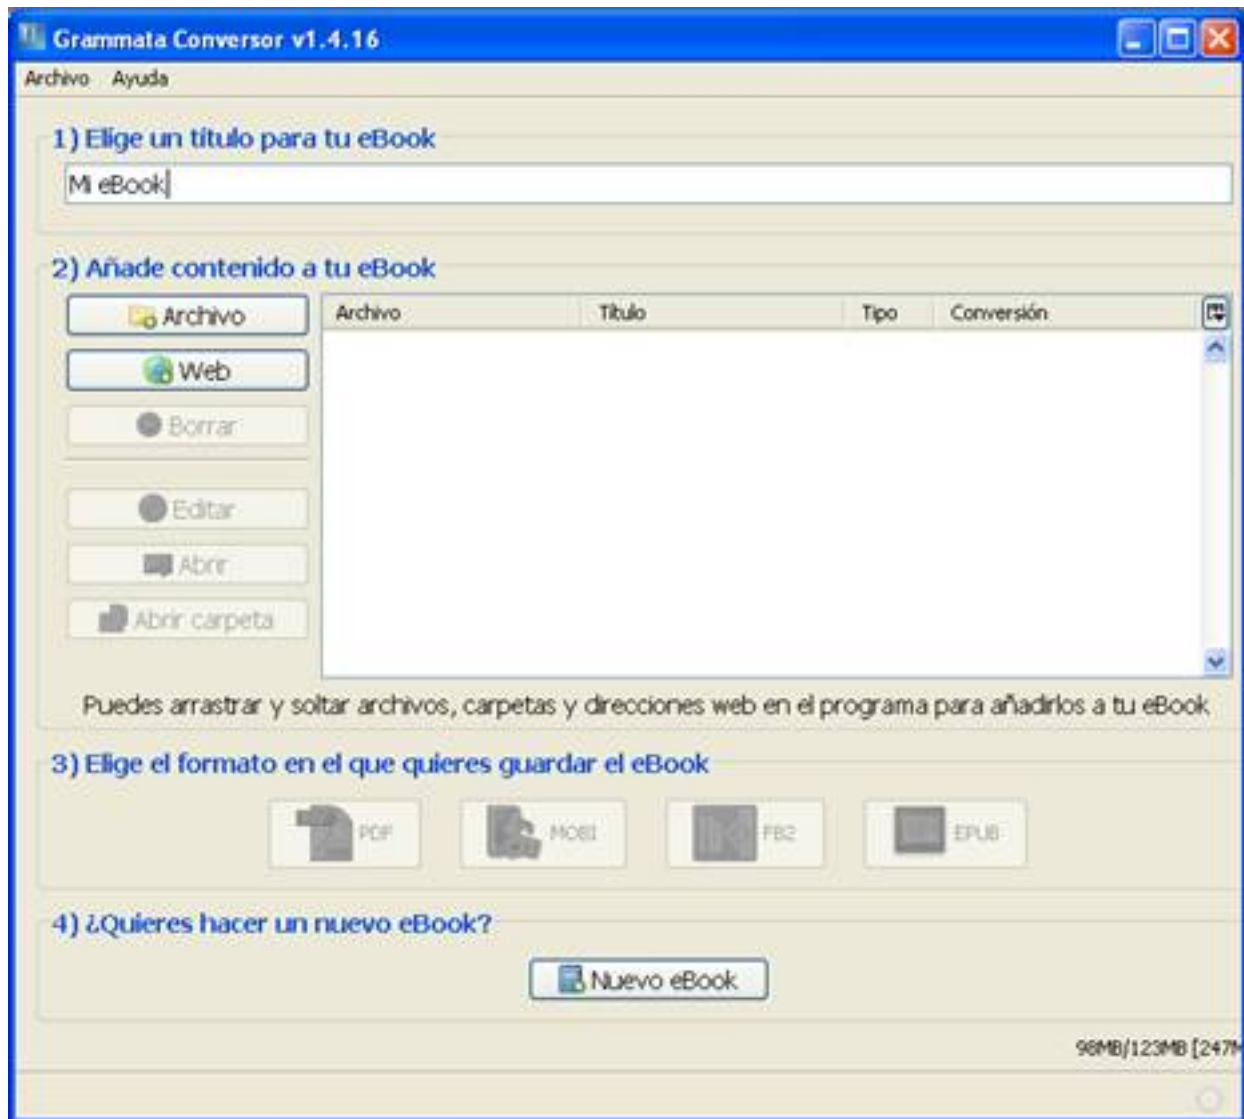 Grammata Conversor v1.4.16
Archivo Ayuda
1) Elige un título para tu eBook
Mi eBook
2) Añade contenido a tu eBook
Archivo
Web
Borrar
Editar
Abrir
Abrir carpeta
Archivo Título Tipo Conversión
Puedes arrastrar y soltar archivos, carpetas y direcciones web en el programa para añadirlos a tu eBook
3) Elige el formato en el que quieres guardar el eBook
PDF MOBI FB2 EPUB
4) ¿Quieres hacer un nuevo eBook?
Nuevo eBook
98MB/123MB [247M